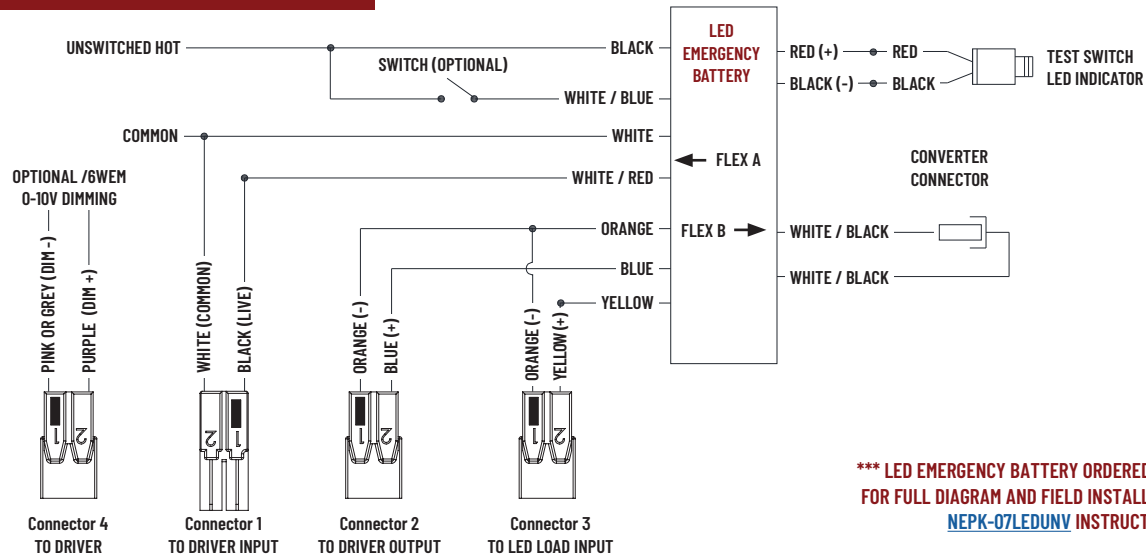 UNSWITCHED HOT
BLACK
SWITCH (OPTIONAL)
WHITE / BLUE
COMMON
WHITE
OPTIONAL /6WEM
0-10V DIMMING
WHITE / RED
ORANGE
BLUE
YELLOW
LED
EMERGENCY
BATTERY
FLEX A
FLEX B
RED (+)
RED
BLACK (-)
BLACK
TEST SWITCH
LED INDICATOR
CONVERTER
CONNECTOR
WHITE / BLACK
WHITE / BLACK
PINK OR GREY (DIM -)
PURPLE (DIM +)
WHITE (COMMON)
BLACK (LIVE)
ORANGE (-)
BLUE (+)
ORANGE (-)
YELLOW (+)
1 2
2 1
1 2
1 2
Connector 4
TO DRIVER
Connector 1
TO DRIVER INPUT
Connector 2
TO DRIVER OUTPUT
Connector 3
TO LED LOAD INPUT
*** LED EMERGENCY BATTERY ORDERED
FOR FULL DIAGRAM AND FIELD INSTALL
NEPK-07LEDUNV INSTRUCT